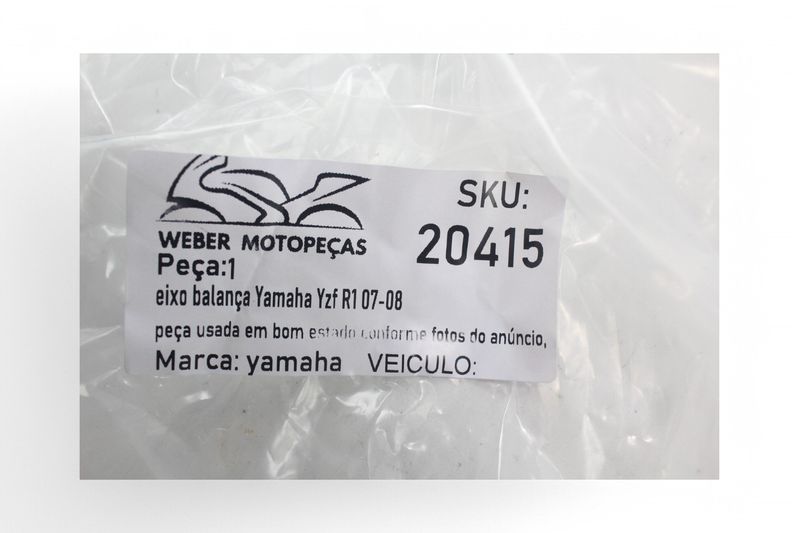 WEBER MOTOPEÇAS
SKU:
20415
Peça:1
eixo balança Yamaha Yzf R1 07-08
peça usada em bom estado conforme fotos do anúncio,
Marca: yamaha VEICULO: